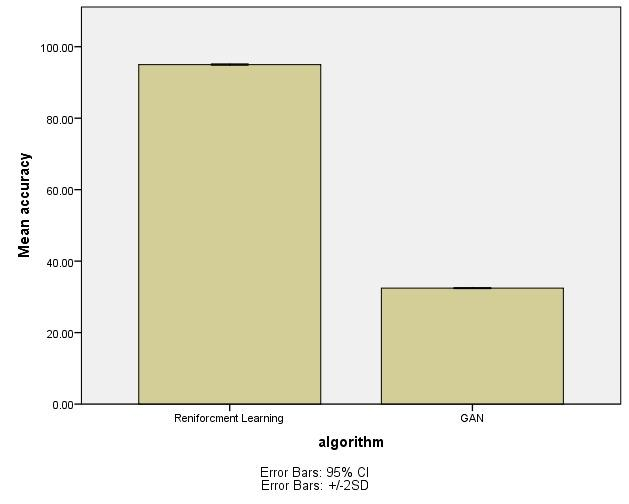 Mean accuracy
100.00
80.00
60.00
40.00
20.00
0.00
Reniforcment Learning
GAN
algorithm
Error Bars: 95% CI
Error Bars: +/-2SD